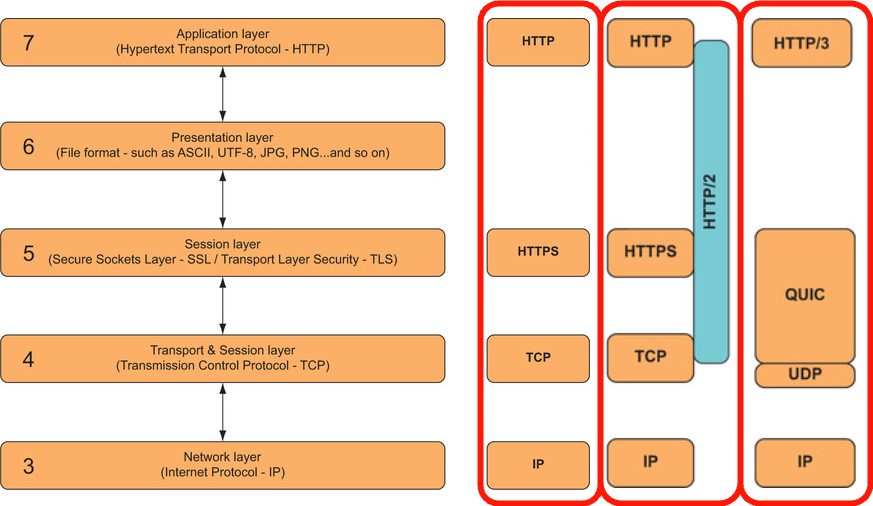 7
Application layer
(Hypertext Transport Protocol - HTTP)
6
Presentation layer
(File format - such as ASCII, UTF-8, JPG, PNG...and so on)
5
Session layer
(Secure Sockets Layer - SSL / Transport Layer Security - TLS)
4
Transport & Session layer
(Transmission Control Protocol - TCP)
3
Network layer
(Internet Protocol - IP)
HTTP
HTTPS
TCP
IP
HTTP
HTTP/2
HTTPS
TCP
IP
HTTP/3
QUIC
UDP
IP